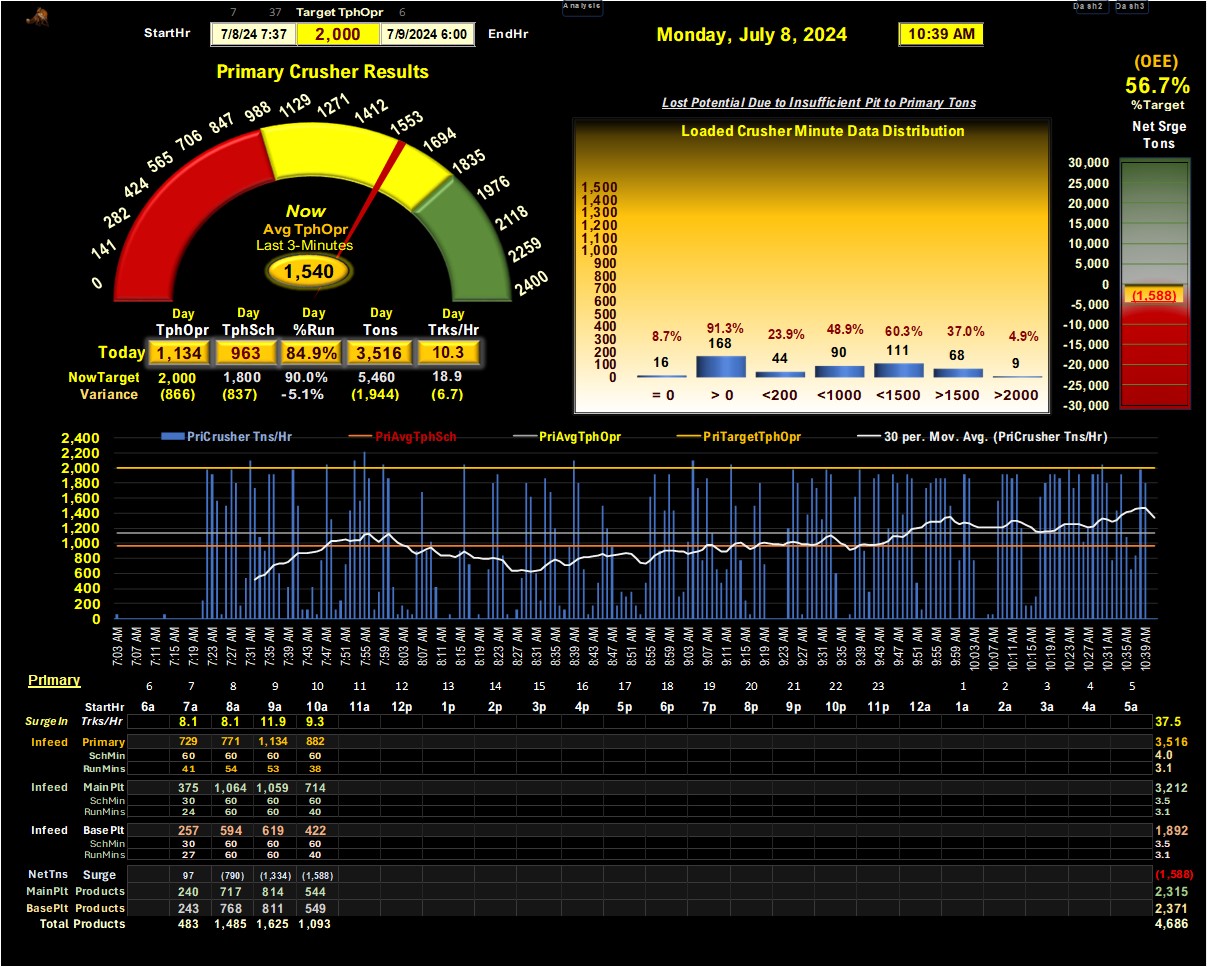 Analysis
Dash2 Dash3
7 37 Target TphOpr 6
StartHr 7/8/24 7:37 2,000 7/9/2024 6:00 EndHr
Monday, July 8, 2024 10:39 AM
(OEE)
56.7%
%Target
Net Srge
Tons
Primary Crusher Results
0 141 282 424 565 706 847 988 1129 1271 1412 1553 1694 1835 1976 2118 2259 2400
Now
Avg TphOpr
Last 3-Minutes
1,540
Day Day Day Day Day
TphOpr TphSch %Run Tons Trks/Hr
Today 1,134 963 84.9% 3,516 10.3
NowTarget 2,000 1,800 90.0% 5,460 18.9
Variance (866) (837) -5.1% (1,944) (6.7)
Lost Potential Due to Insufficient Pit to Primary Tons
Loaded Crusher Minute Data Distribution
1,500
1,400
1,300
1,200
1,100
1,000
900
800
700
600
500
400
300
200
100
0
8.7% 91.3% 23.9% 48.9% 60.3% 37.0% 4.9%
16 168 44 90 111 68 9
= 0 > 0 <200 <1000 <1500 >1500 >2000
30,000
25,000
20,000
15,000
10,000
5,000
0
(1,588)
-5,000
-10,000
-15,000
-20,000
-25,000
-30,000
PriCrusher Tns/Hr PriAvgTphSch PriAvgTphOpr PriTargetTphOpr 30 per. Mov. Avg. (PriCrusher Tns/Hr)
2,400
2,200
2,000
1,800
1,600
1,400
1,200
1,000
800
600
400
200
0
7:03 AM 7:07 AM 7:11 AM 7:15 AM 7:19 AM 7:23 AM 7:27 AM 7:31 AM 7:35 AM 7:39 AM 7:43 AM 7:47 AM 7:51 AM 7:55 AM 7:59 AM 8:03 AM 8:07 AM 8:11 AM 8:15 AM 8:19 AM 8:23 AM 8:27 AM 8:31 AM 8:35 AM 8:39 AM 8:43 AM 8:47 AM 8:51 AM 8:55 AM 8:59 AM 9:03 AM 9:07 AM 9:11 AM 9:15 AM 9:19 AM 9:23 AM 9:27 AM 9:31 AM 9:35 AM 9:39 AM 9:43 AM 9:47 AM 9:51 AM 9:55 AM 9:59 AM 10:03 AM 10:07 AM 10:11 AM 10:15 AM 10:19 AM 10:23 AM 10:27 AM 10:31 AM 10:35 AM 10:39 AM
Primary
6 7 8 9 10 11 12 13 14 15 16 17 18 19 20 21 22 23 1 2 3 4 5
StartHr 6a 7a 8a 9a 10a 11a 12p 1p 2p 3p 4p 5p 6p 7p 8p 9p 10p 11p 12a 1a 2a 3a 4a 5a
SurgeIn Trks/Hr 8.1 8.1 11.9 9.3 37.5
Infeed Primary 729 771 1,134 882 3,516
SchMin 60 60 60 60 4.0
RunMins 41 54 53 38 3.1
Infeed MainPlt 375 1,064 1,059 714 3,212
SchMin 30 60 60 60 3.5
RunMins 24 60 60 40 3.1
Infeed BasePlt 257 594 619 422 1,892
SchMin 30 60 60 60 3.5
RunMins 27 60 60 40 3.1
NetTns Surge 97 (790) (1,334) (1,588) (1,588)
MainPlt Products 240 717 814 544 2,315
BasePlt Products 243 768 811 549 2,371
Total Products 483 1,485 1,625 1,093 4,686